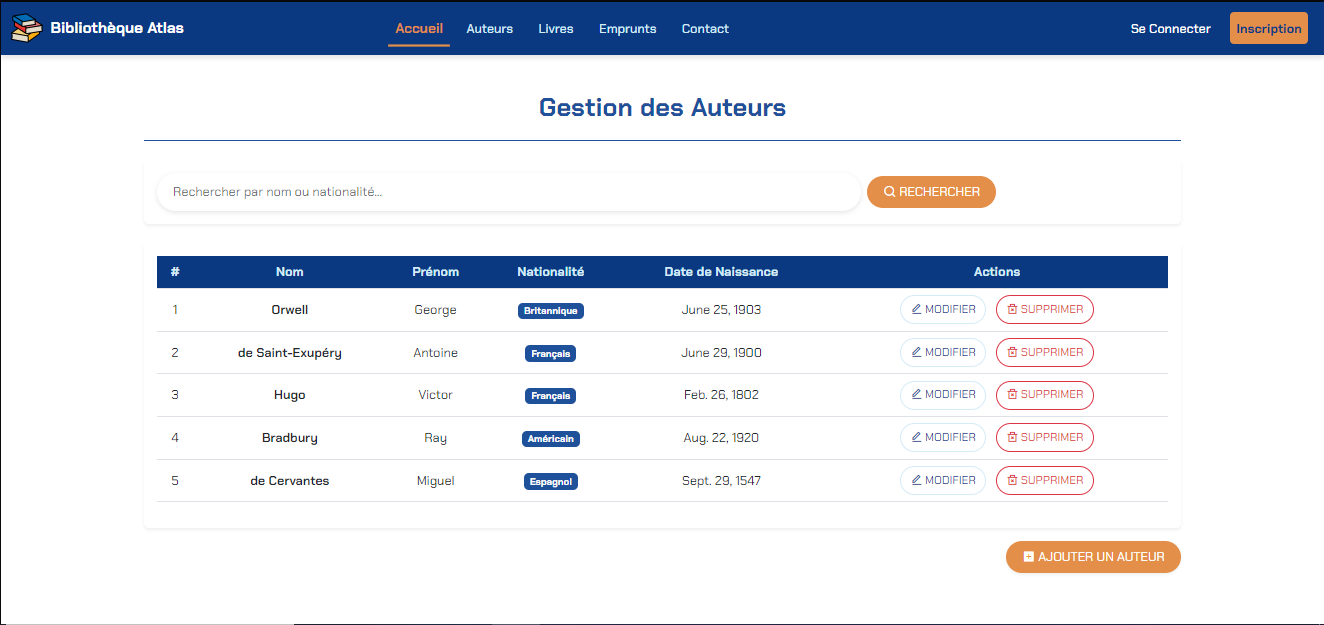 Bibliothèque Atlas Accueil Auteurs Livres Emprunts Contact Se Connecter Inscription
Gestion des Auteurs
Rechercher par nom ou nationalité... RECHERCHER
# Nom Prénom Nationalité Date de Naissance Actions
1 Orwell George Britannique June 25, 1903 MODIFIER SUPPRIMER
2 de Saint-Exupéry Antoine Français June 29, 1900 MODIFIER SUPPRIMER
3 Hugo Victor Français Feb. 26, 1802 MODIFIER SUPPRIMER
4 Bradbury Ray Américain Aug. 22, 1920 MODIFIER SUPPRIMER
5 de Cervantes Miguel Espagnol Sept. 29, 1547 MODIFIER SUPPRIMER
AJOUTER UN AUTEUR